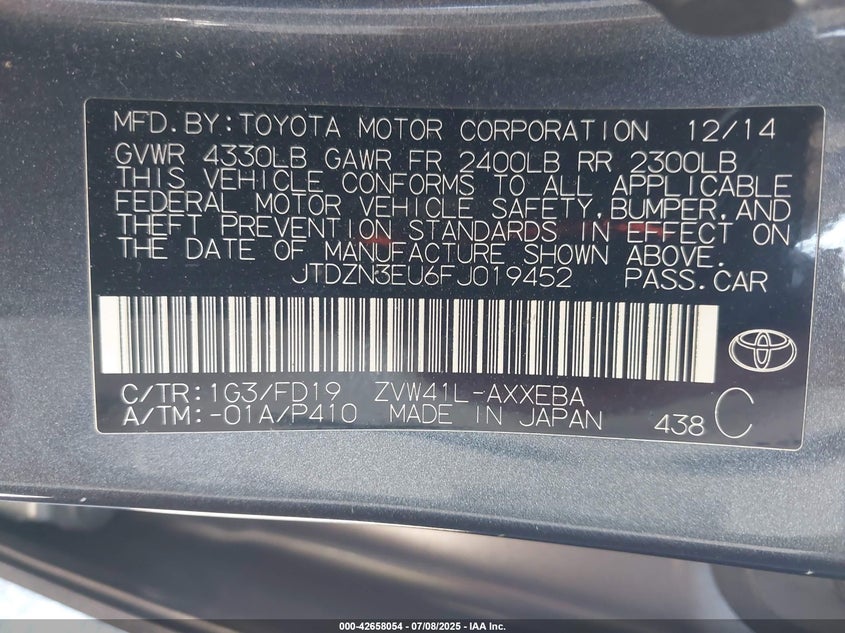 MFD.BY:TOYOTA MOTOR CORPORATION 12/14
GVWR 4330LB GAWR FR 2400LB RR 2300LB
THIS VEHICLE CONFORMS TO ALL APPLICABLE
FEDERAL MOTOR VEHICLE SAFETY,BUMPER,AND
THEFT PREVENTION STANDARDS IN EFFECT ON
THE DATE OF MANUFACTURE SHOWN ABOVE.
JTDZN3EU6FJ019452 PASS.CAR
C/TR:1G3/FD19 ZVW41L-AXXEBA
A/TM:-01A/P410 MADE IN JAPAN 438 C
000-42658054 / 07/08/2025 - IAA Inc.